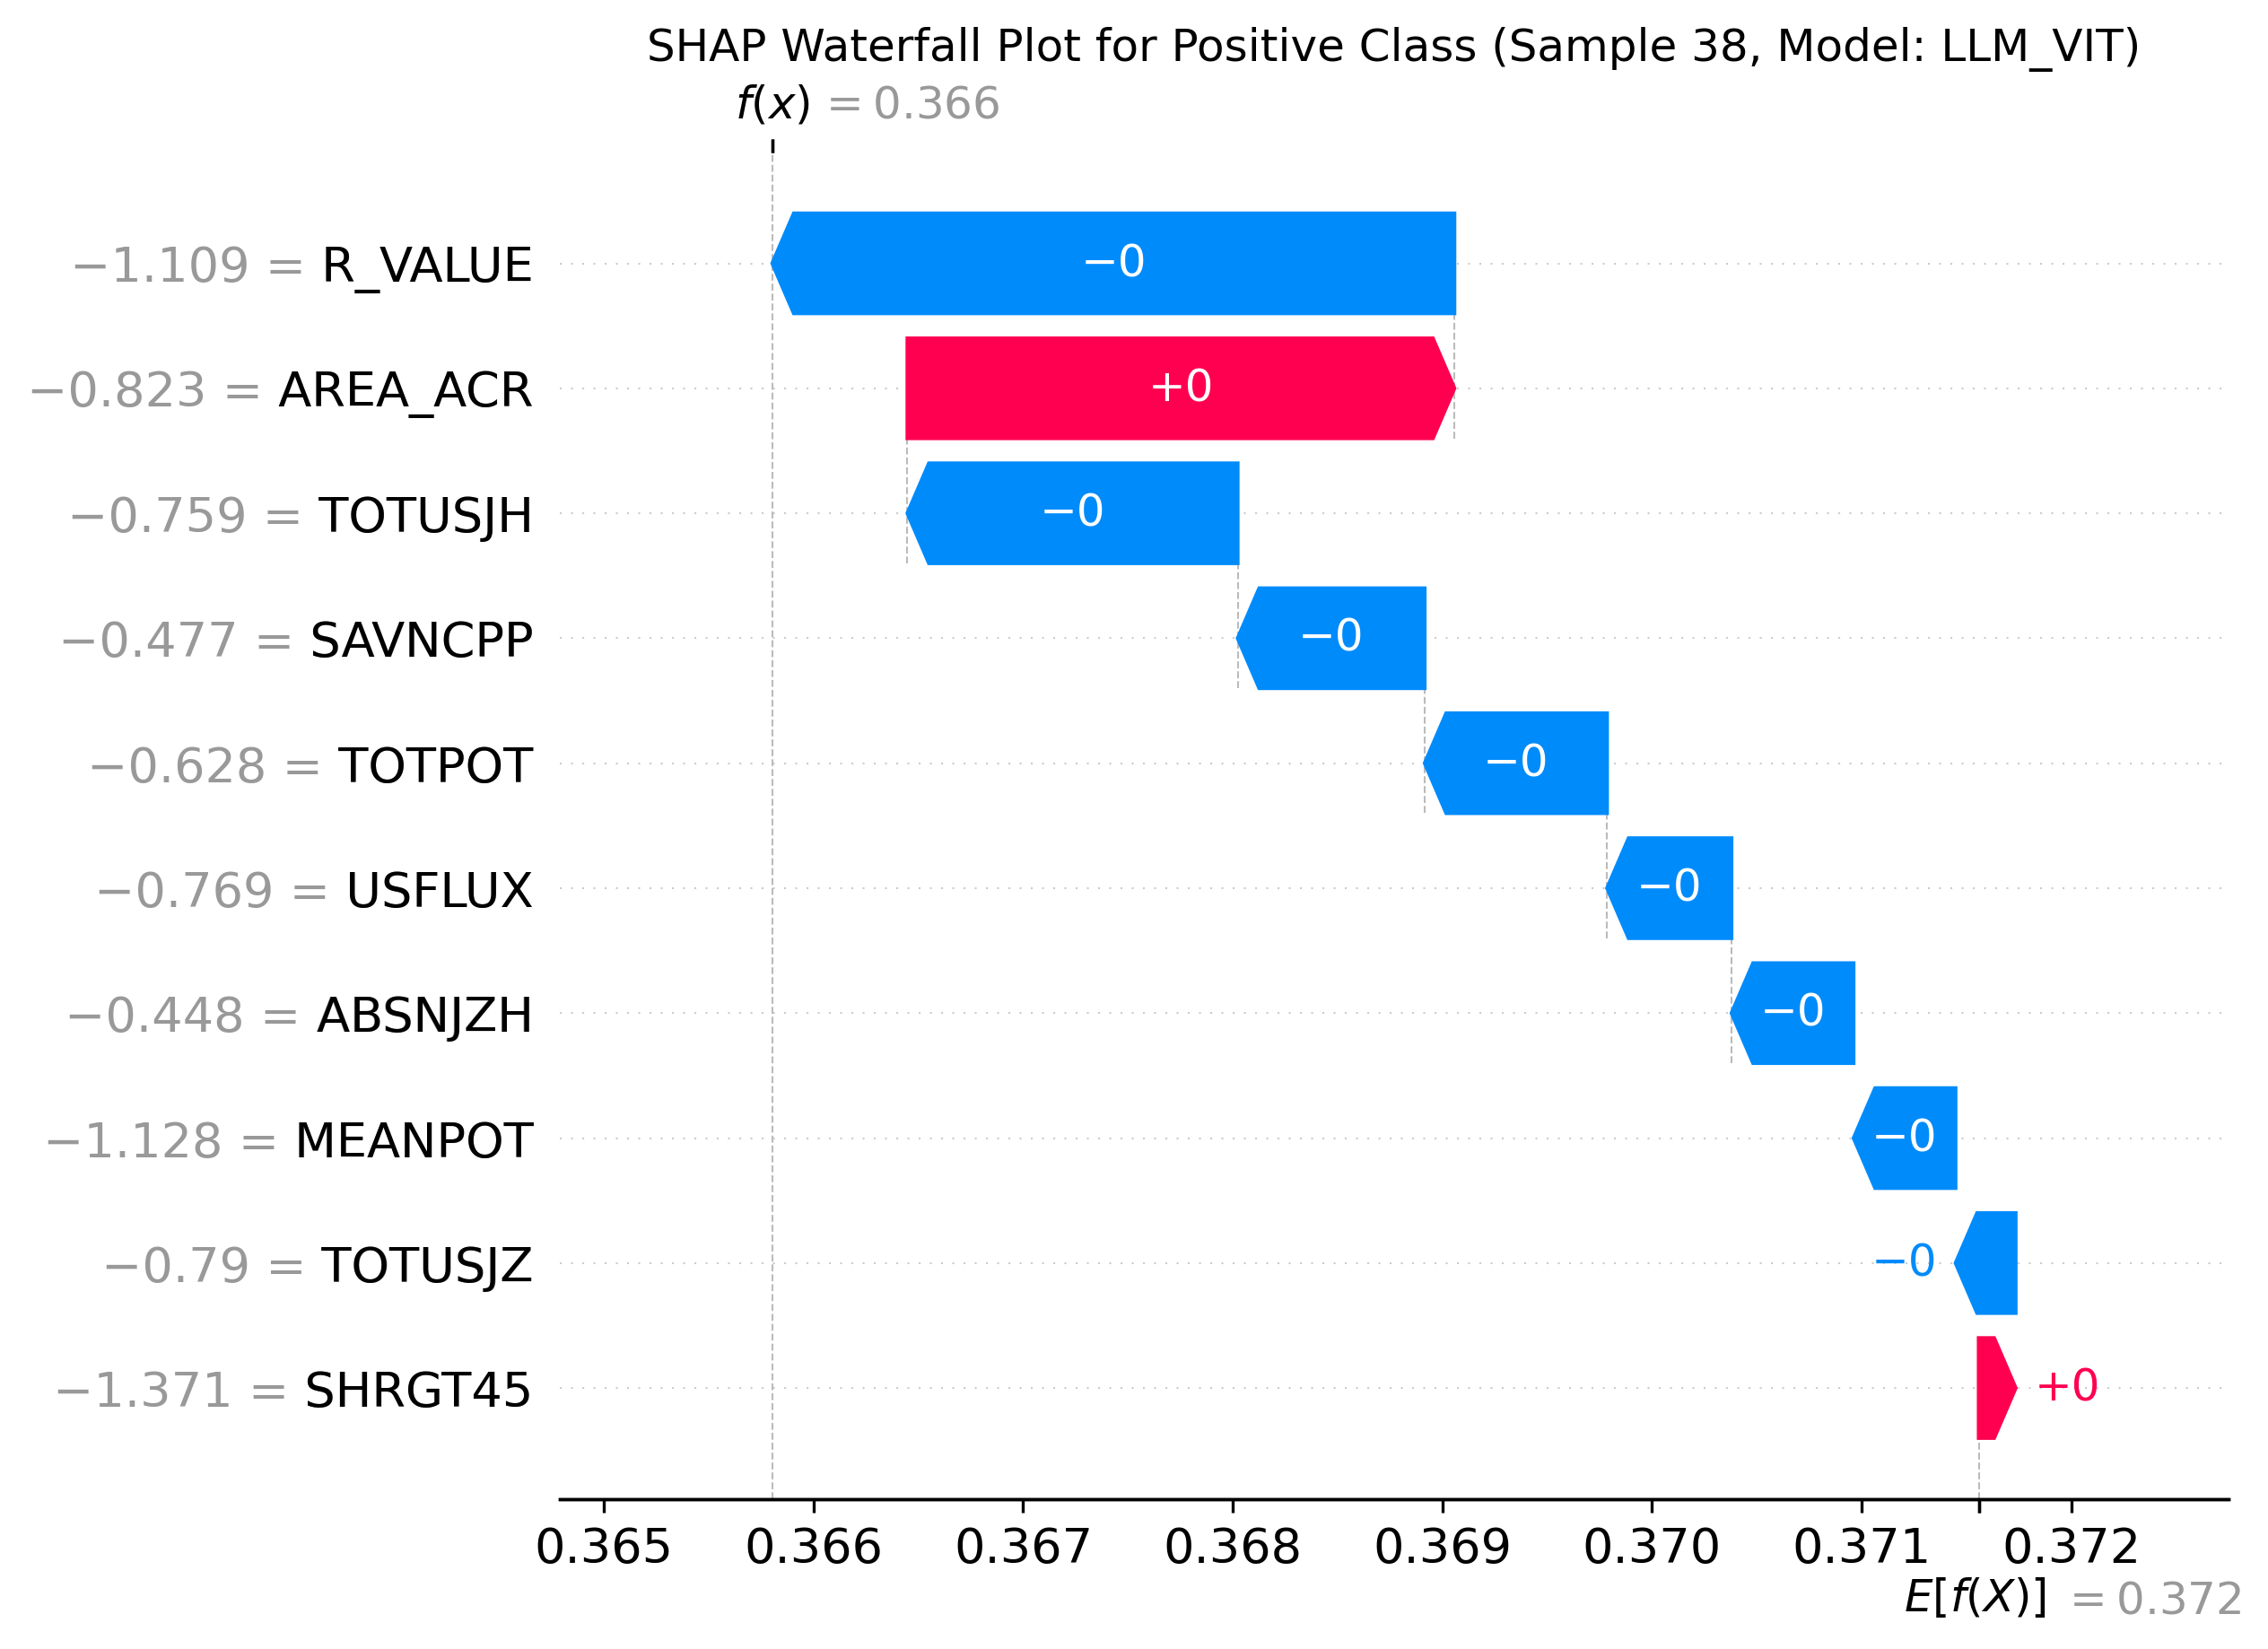 SHAP Waterfall Plot for Positive Class (Sample 38, Model: LLM_VIT)
f(x) = 0.366
−1.109 = R_VALUE −0
−0.823 = AREA_ACR +0
−0.759 = TOTUSJH −0
−0.477 = SAVNCPP −0
−0.628 = TOTPOT −0
−0.769 = USFLUX −0
−0.448 = ABSNJZH −0
−1.128 = MEANPOT −0
−0.79 = TOTUSJZ −0
−1.371 = SHRGT45 +0
0.365 0.366 0.367 0.368 0.369 0.370 0.371 0.372
E[f(X)] = 0.372